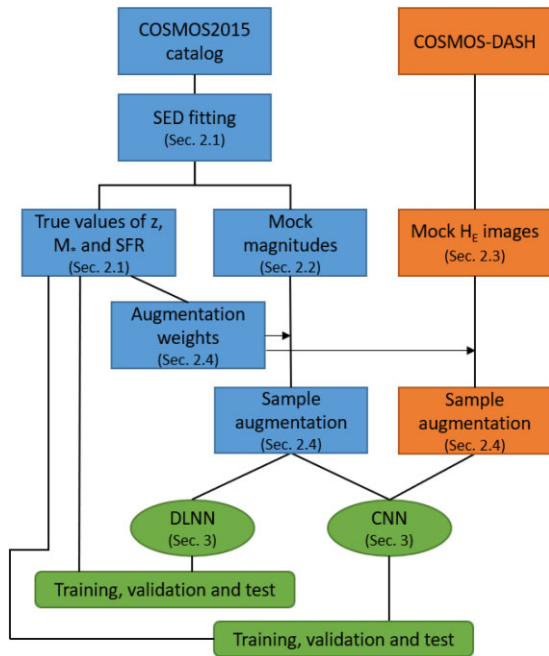 COSMOS2015
catalog
COSMOS-DASH
SED fitting
(Sec. 2.1)
True values of z,
M* and SFR
(Sec. 2.1)
Mock
magnitudes
(Sec. 2.2)
Mock HE images
(Sec. 2.3)
Augmentation
weights
(Sec. 2.4)
Sample
augmentation
(Sec. 2.4)
Sample
augmentation
(Sec. 2.4)
DLNN
(Sec. 3)
CNN
(Sec. 3)
Training, validation and test
Training, validation and test